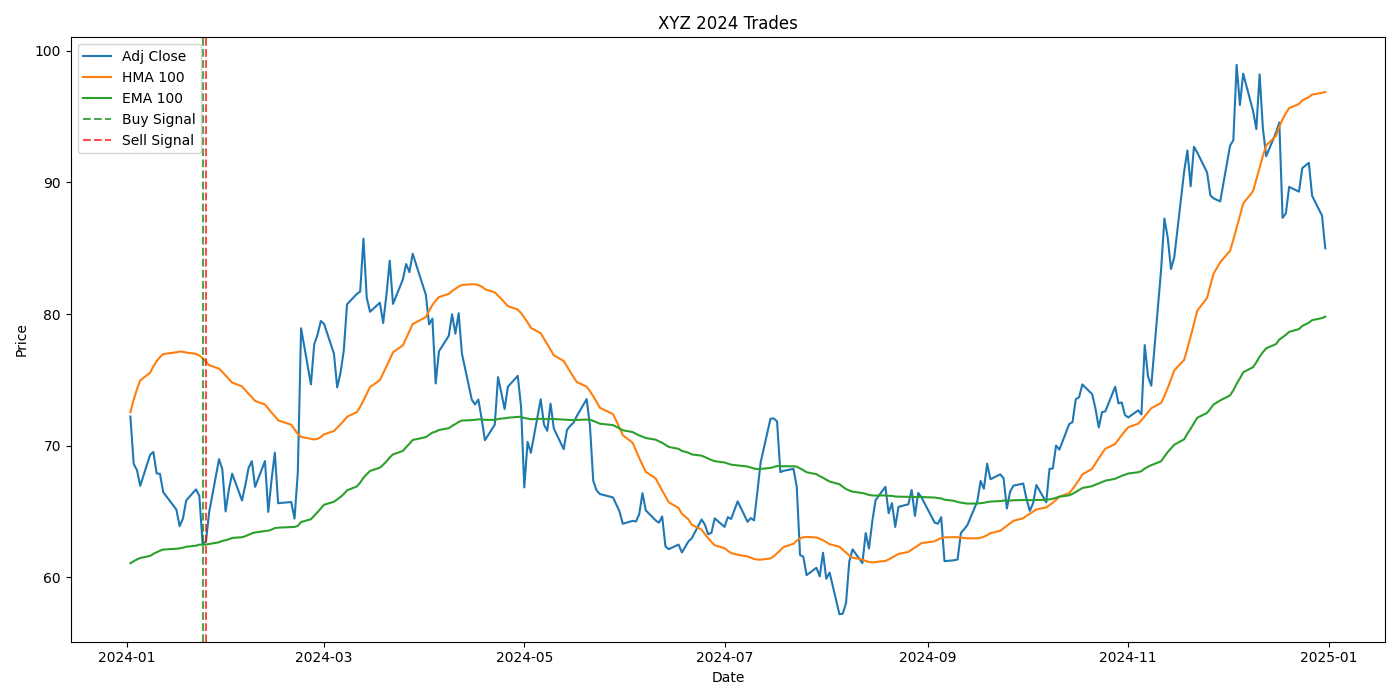 XYZ 2024 Trades
Adj Close
HMA 100
EMA 100
Buy Signal
Sell Signal
Price
100
90
80
70
60
2024-01
2024-03
2024-05
2024-07
2024-09
2024-11
2025-01
Date